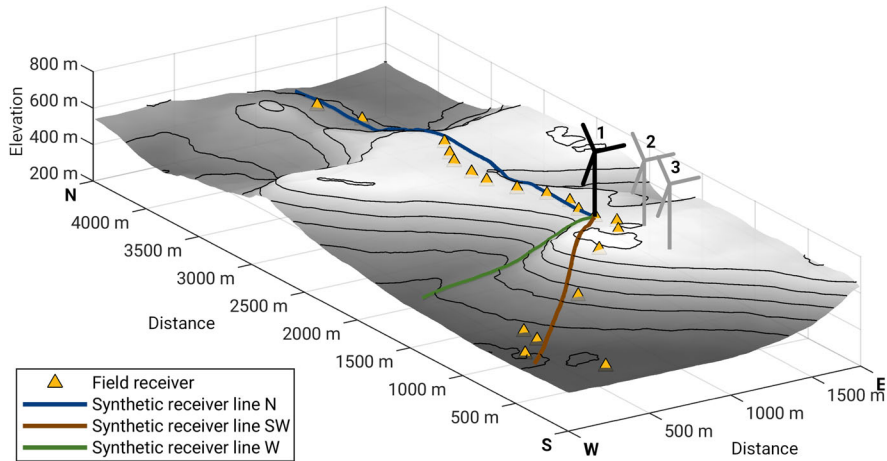 800 m
600 m
400 m
200 m
Elevation
N
4000 m
3500 m
3000 m
2500 m
2000 m
1500 m
1000 m
500 m
Distance
1
2
3
S
W
500 m
1000 m
1500 m
E
Distance
Field receiver
Synthetic receiver line N
Synthetic receiver line SW
Synthetic receiver line W